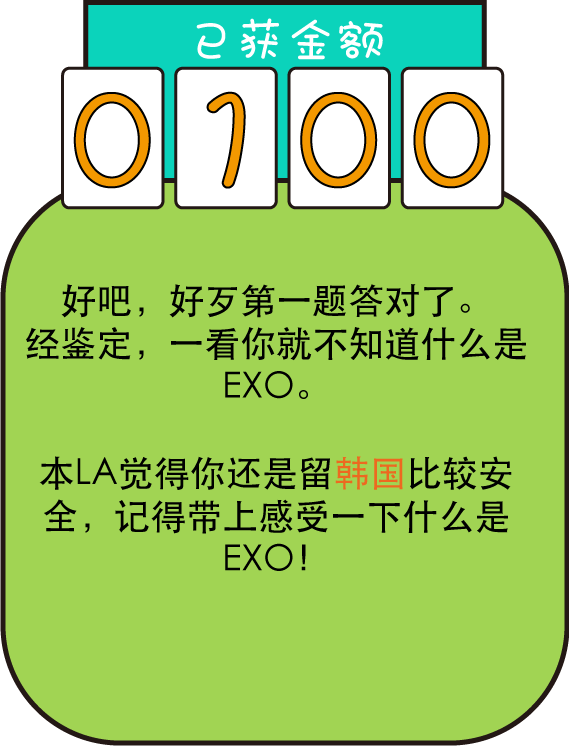 已获金额
0100
好吧，好歹第一题答对了。
经鉴定，一看你就不知道什么是
EXO。
本LA觉得你还是留韩国比较安
全，记得带上感受一下什么是
EXO！